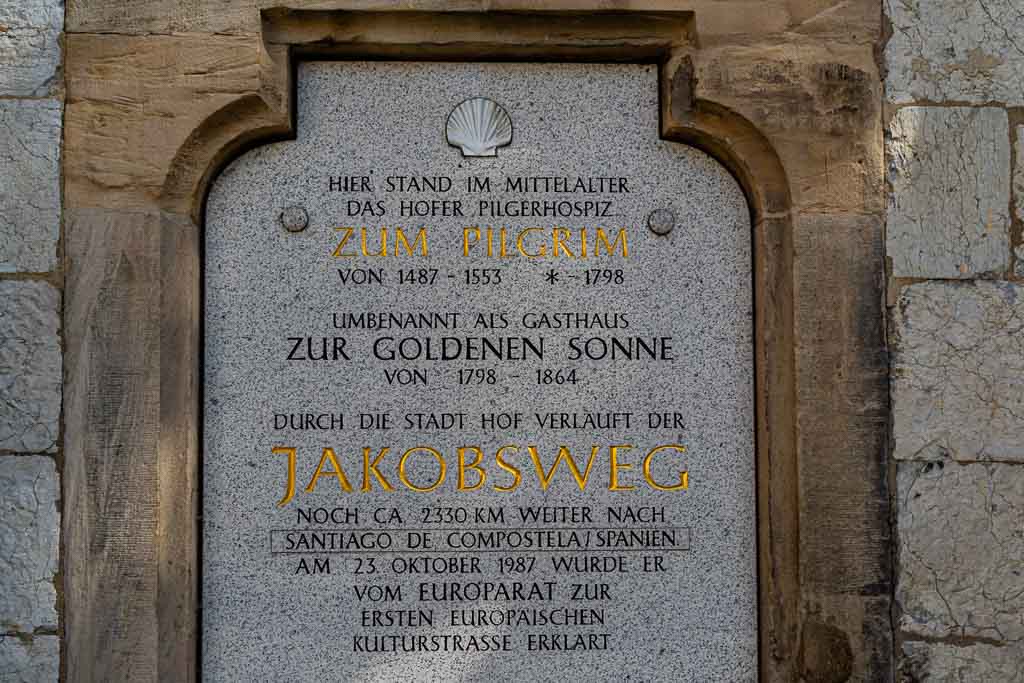 HIER STAND IM MITTELALTER
DAS HOFER PILGERHOSPIZ
ZUM PILGRIM
VON 1487 - 1553 * - 1798
UMBENANNT ALS GASTHAUS
ZUR GOLDENEN SONNE
VON 1798 - 1864
DURCH DIE STADT HOF VERLÄUFT DER
JAKOBSWEG
NOCH CA. 2330 KM WEITER NACH
SANTIAGO DE COMPOSTELA/SPANIEN.
AM 23. OKTOBER 1987 WURDE ER
VOM EUROPARAT ZUR
ERSTEN EUROPÄISCHEN
KULTURSTRASSE ERKLÄRT